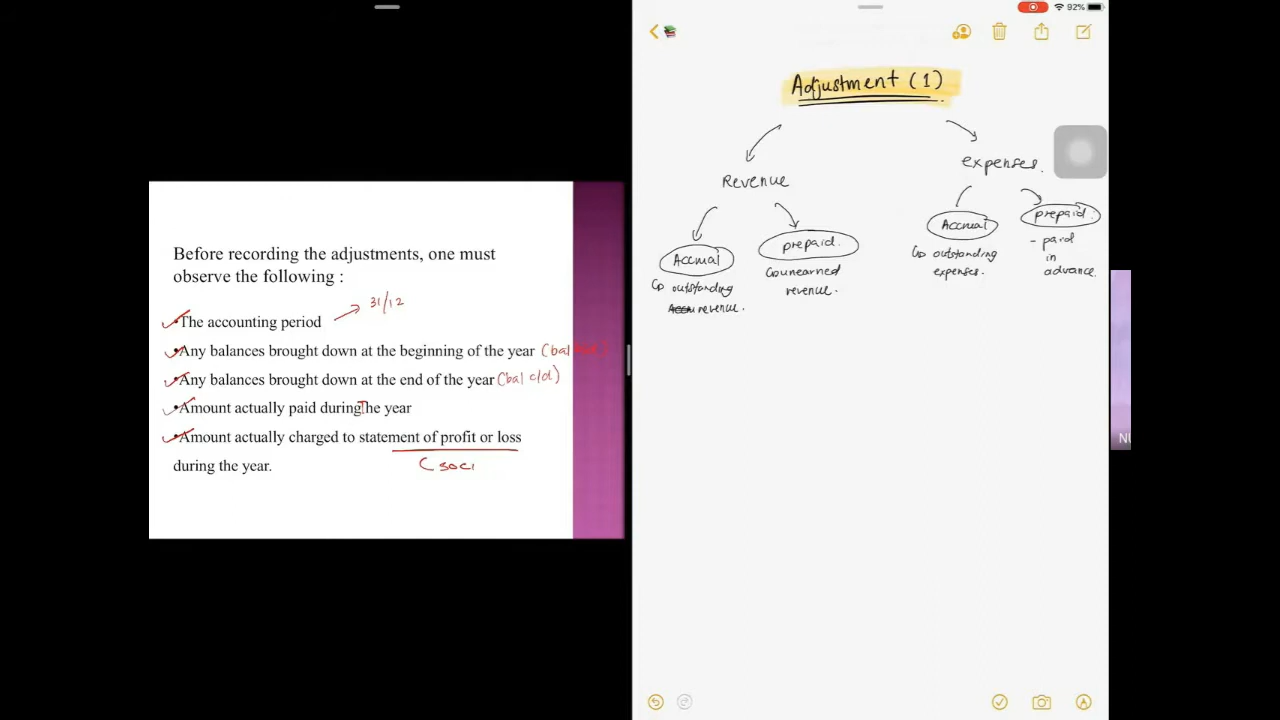 Before recording the adjustments, one must
observe the following :
•The accounting period
31/12
•Any balances brought down at the beginning of the year (bal
•Any balances brought down at the end of the year (bal c/d)
•Amount actually paid during the year
•Amount actually charged to statement of profit or loss
during the year.
(soci
92%
Adjustment (1)
Revenue
expenses.
Accrual
outstanding
revenue.
prepaid.
unearned
revenue.
Accrual
outstanding
expenses.
prepaid.
- paid
in
advance.